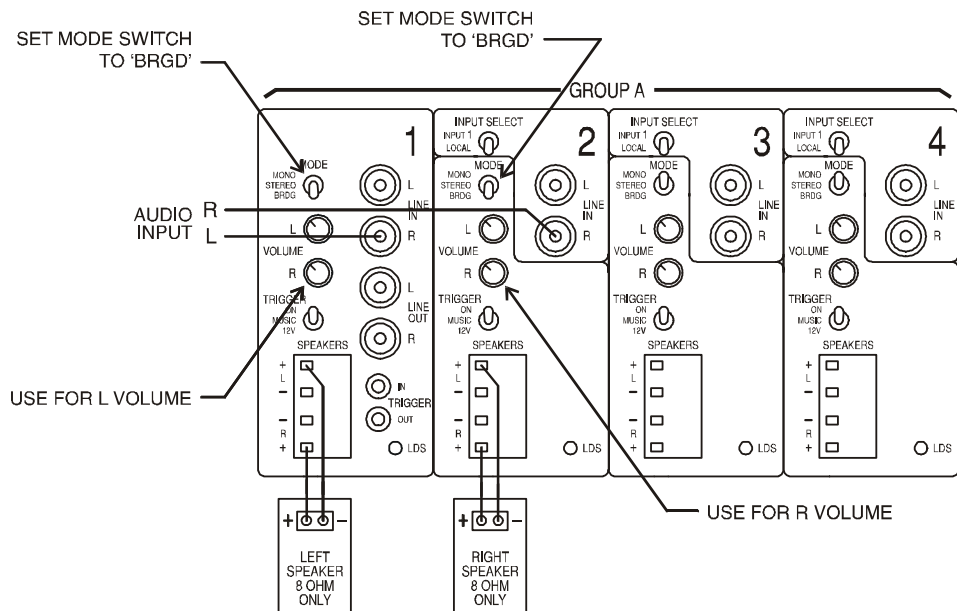 SET MODE SWITCH
TO 'BRGD'
SET MODE SWITCH
TO 'BRGD'
GROUP A
1
MODE
MONO
STEREO
BRDG
L
LINE
IN
R
L
VOLUME
R
L
LINE
OUT
R
TRIGGER
ON
MUSIC
12V
SPEAKERS
+
L
−
−
R
+
IN
TRIGGER
OUT
LDS
INPUT SELECT
INPUT 1
LOCAL
2
MODE
MONO
STEREO
BRDG
L
LINE
IN
R
L
VOLUME
R
TRIGGER
ON
MUSIC
12V
SPEAKERS
+
L
−
−
R
+
LDS
INPUT SELECT
INPUT 1
LOCAL
3
MODE
MONO
STEREO
BRDG
L
LINE
IN
R
L
VOLUME
R
TRIGGER
ON
MUSIC
12V
SPEAKERS
+
L
−
−
R
+
LDS
INPUT SELECT
INPUT 1
LOCAL
4
MODE
MONO
STEREO
BRDG
L
LINE
IN
R
L
VOLUME
R
TRIGGER
ON
MUSIC
12V
SPEAKERS
+
L
−
−
R
+
LDS
AUDIO
INPUT
R
L
USE FOR L VOLUME
USE FOR R VOLUME
+ −
LEFT
SPEAKER
8 OHM
ONLY
+ −
RIGHT
SPEAKER
8 OHM
ONLY